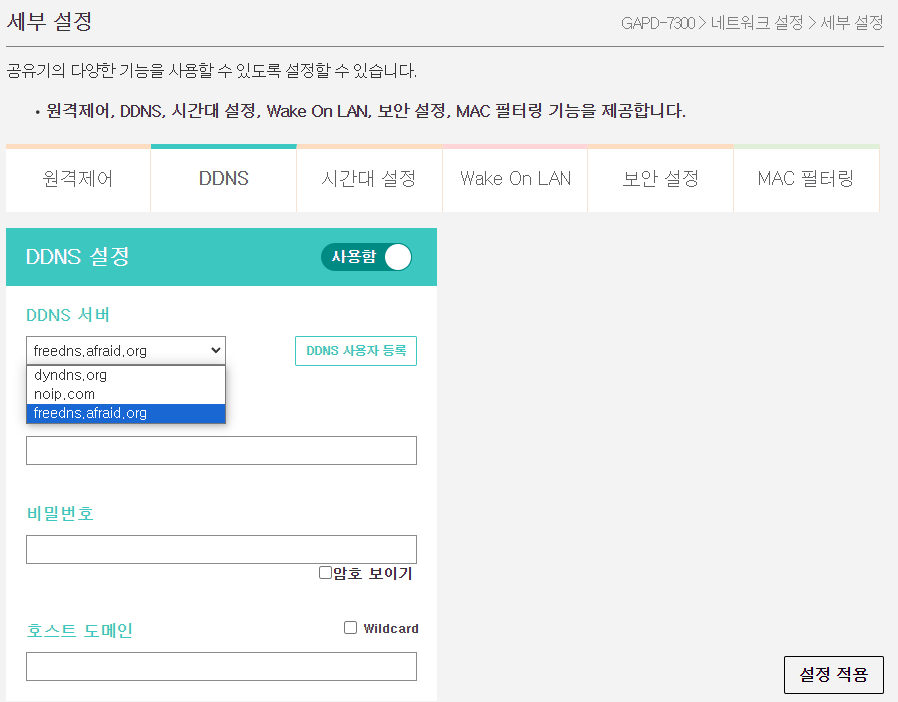 세부 설정
GAPD-7300 > 네트워크 설정 > 세부 설정
공유기의 다양한 기능을 사용할 수 있도록 설정할 수 있습니다.
• 원격제어, DDNS, 시간대 설정, Wake On LAN, 보안 설정, MAC 필터링 기능을 제공합니다.
원격제어
DDNS
시간대 설정
Wake On LAN
보안 설정
MAC 필터링
DDNS 설정
사용함
DDNS 서버
freedns.afraid.org
DDNS 사용자 등록
dyndns.org
noip.com
freedns.afraid.org
비밀번호
암호 보이기
호스트 도메인
Wildcard
설정 적용